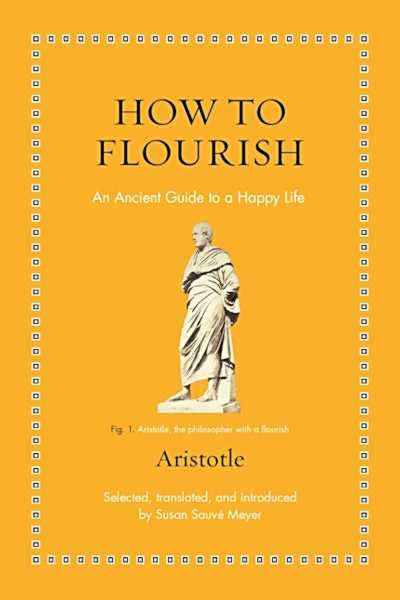 HOW TO
FLOURISH
An Ancient Guide to a Happy Life
Fig. 1. Aristotle, the philosopher with a flourish
Aristotle
Selected, translated, and introduced
by Susan Sauvé Meyer